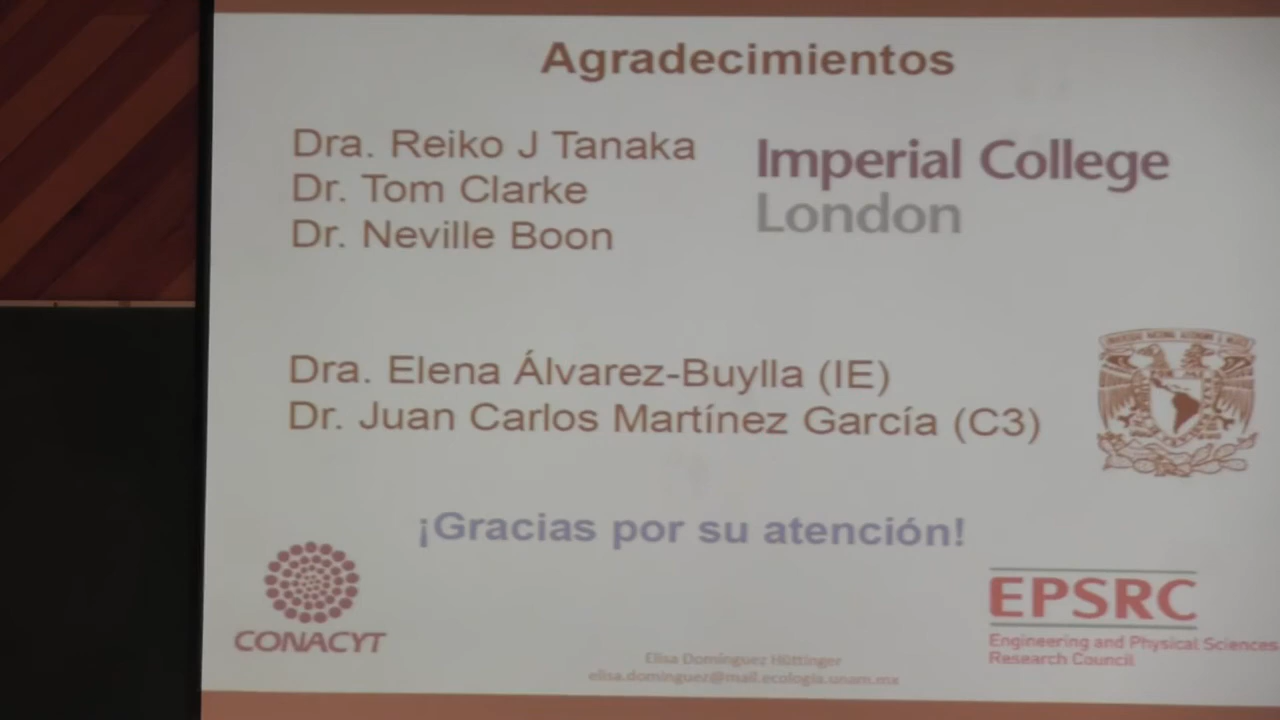 Agradecimientos
Dra. Reiko J Tanaka
Dr. Tom Clarke
Dr. Neville Boon
Imperial College
London
Dra. Elena Álvarez-Buylla (IE)
Dr. Juan Carlos Martínez García (C3)
¡Gracias por su atención!
CONACYT
EPSRC
Engineering and Physical Sciences
Research Council
Elisa Domínguez Hüttinger
elisa.dominguez@mail.ecologia.unam.mx